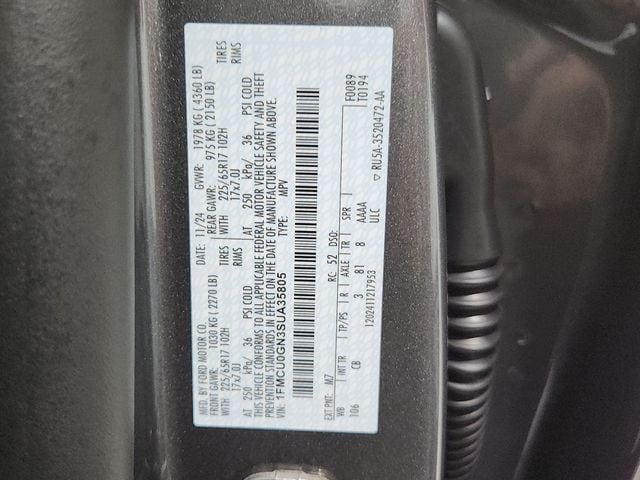 MFD. BY FORD MOTOR CO.
DATE: 11/24 GVWR: 1978 KG ( 4360 LB)
FRONT GAWR: 1030 KG ( 2270 LB) REAR GAWR: 975 KG ( 2150 LB)
WITH 225/65R17 102H TIRES WITH 225/65R17 102H TIRES
17x7.0J RIMS 17x7.0J RIMS
AT 250 kPa/ 36 PSI COLD AT 250 kPa/ 36 PSI COLD
THIS VEHICLE CONFORMS TO ALL APPLICABLE FEDERAL MOTOR VEHICLE SAFETY AND THEFT
PREVENTION STANDARDS IN EFFECT ON THE DATE OF MANUFACTURE SHOWN ABOVE.
VIN: 1FMCU0GN3SUA35805 TYPE: MPV
F0089
T0194
EXT PNT: M7 RC: 52 DSO:
WB INT TR TP/PS R AXLE TR SPR
106 CB 3 81 8 AAAA
ULC
1202411217953 ▽ RU5A-3520472-AA